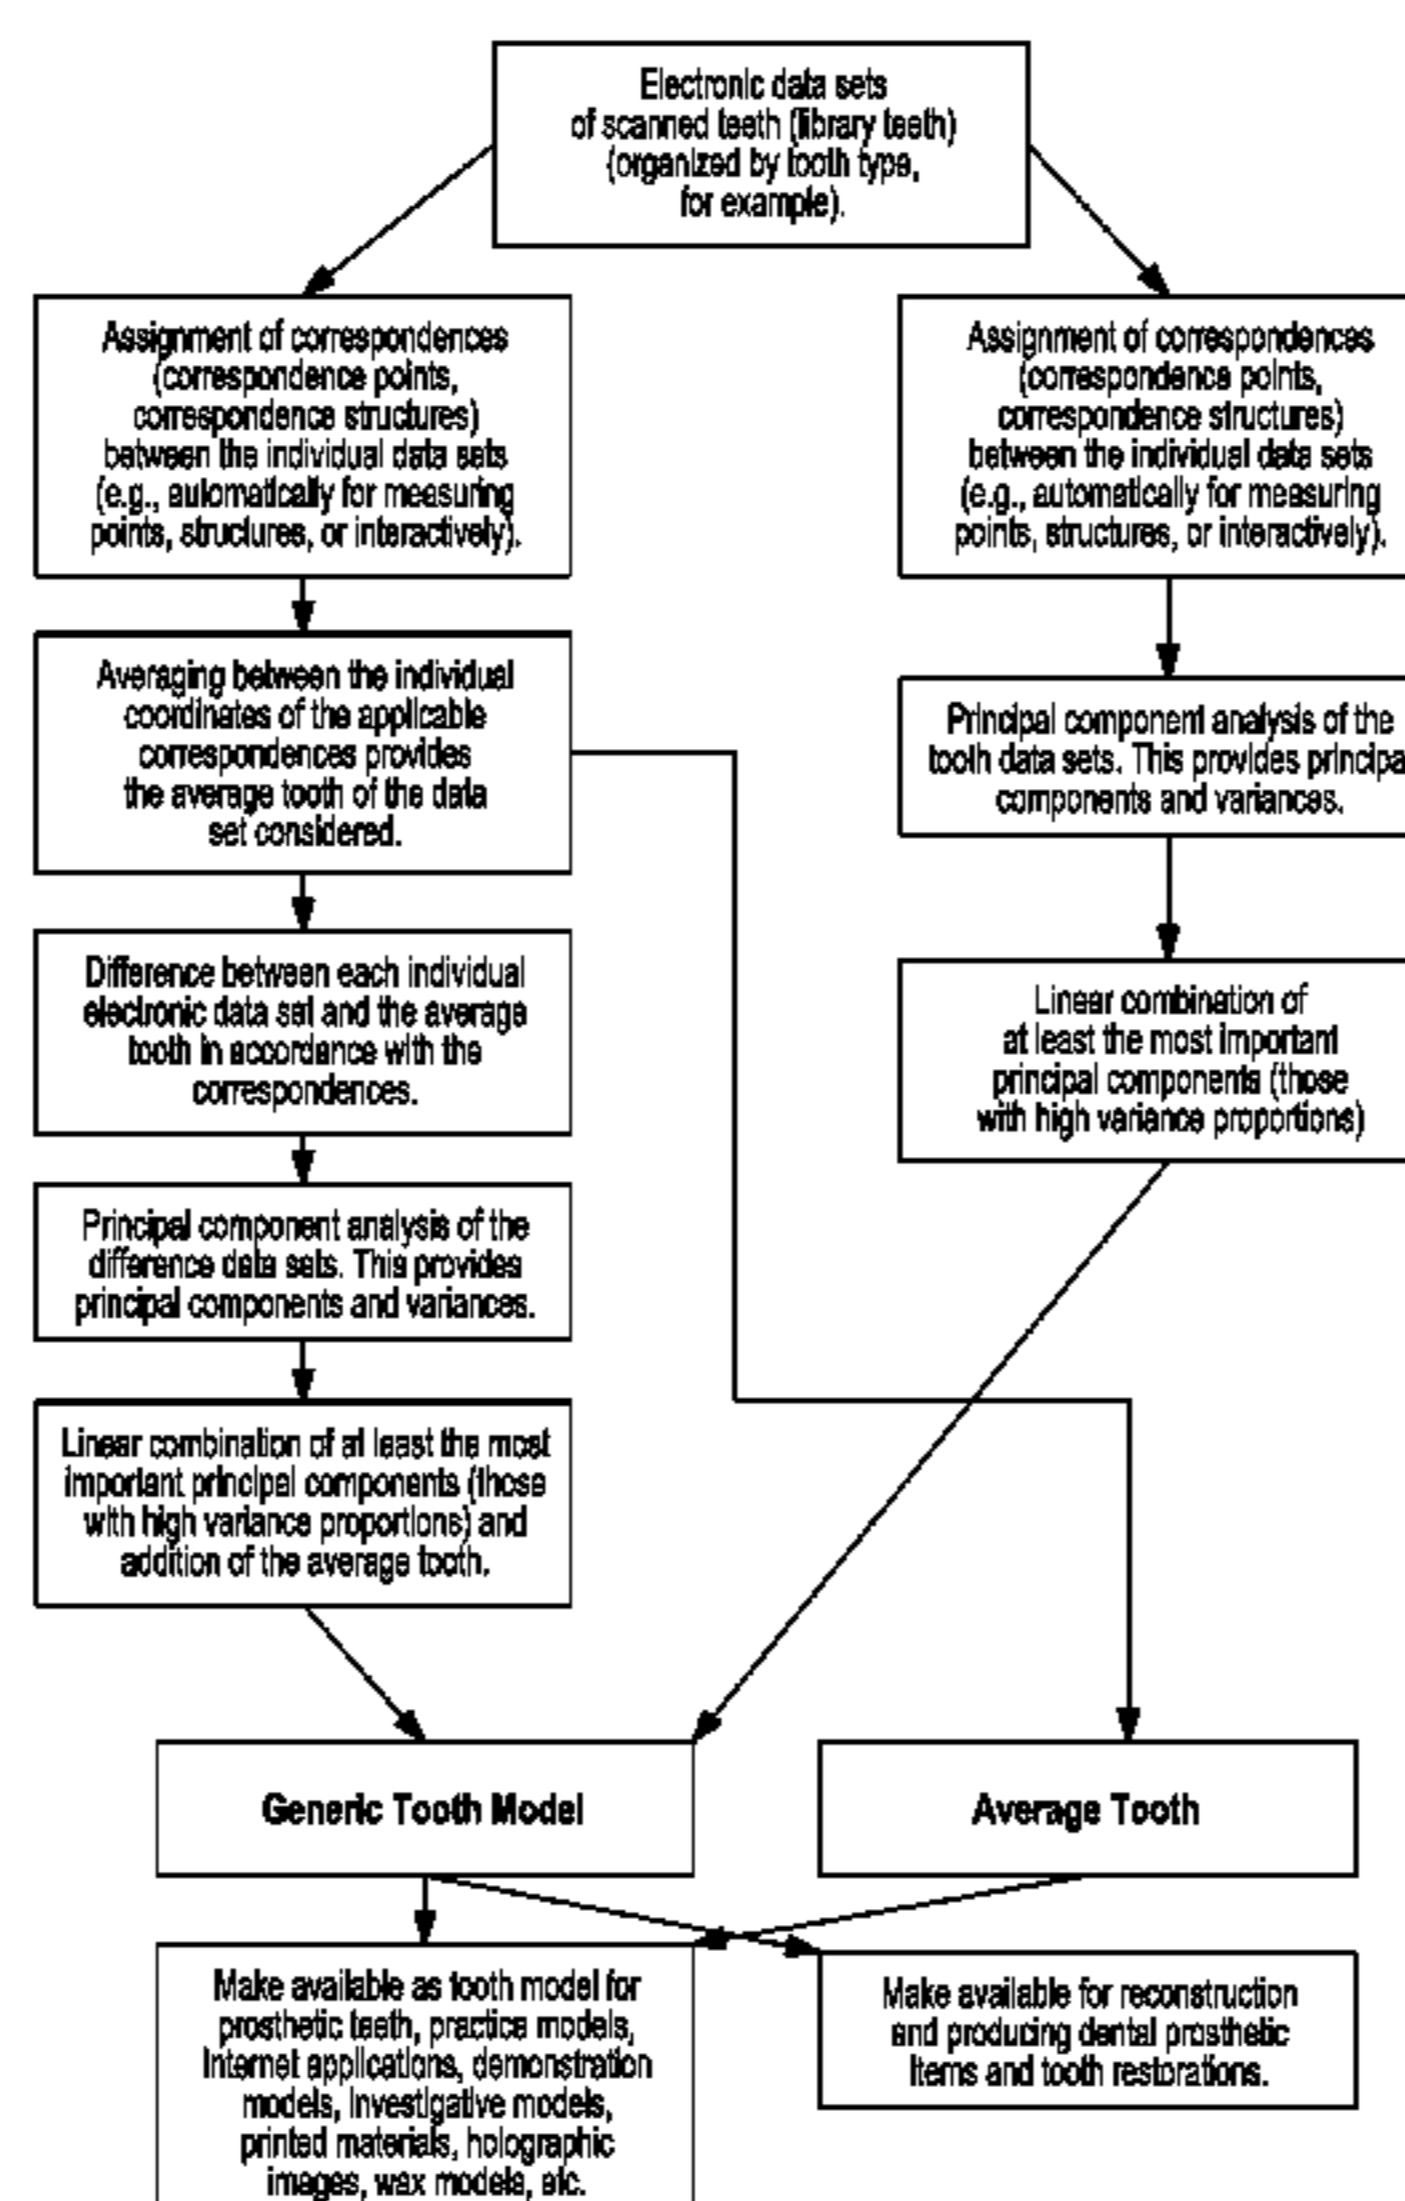 Electronic data sets
of scanned teeth (library teeth)
(organized by tooth type,
for example).
Assignment of correspondences
(correspondence points,
correspondence structures)
between the individual data sets
(e.g., automatically for measuring
points, structures, or interactively).
Averaging between the individual
coordinates of the applicable
correspondences provides
the average tooth of the data
set considered.
Difference between each individual
electronic data set and the average
tooth in accordance with the
correspondences.
Principal component analysis of the
difference data sets. This provides
principal components and variances.
Linear combination of at least the most
important principal components (those
with high variance proportions) and
addition of the average tooth.
Assignment of correspondences
(correspondence points,
correspondence structures)
between the individual data sets
(e.g., automatically for measuring
points, structures, or interactively).
Principal component analysis of the
tooth data sets. This provides principa
components and variances.
Linear combination of
at least the most important
principal components (those
with high variance proportions)
Generic Tooth Model
Average Tooth
Make available as tooth model for
prosthetic teeth, practice models,
Internet applications, demonstration
models, investigative models,
printed materials, holographic
images, wax models, etc.
Make available for reconstruction
and producing dental prosthetic
items and tooth restorations.